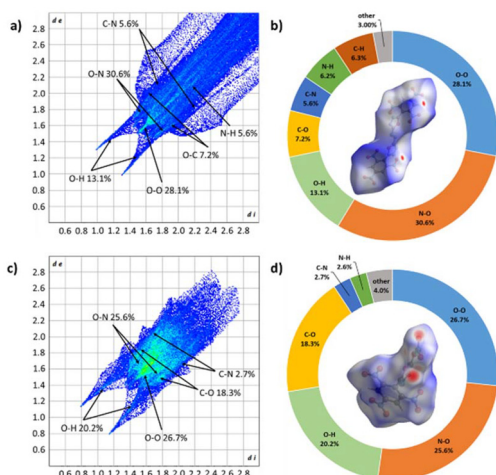 a)
d e
2.8
2.6
2.4
2.2
2.0
1.8
1.6
1.4
1.2
1.0
0.8
0.6
C-N 5.6%
O-N 30.6%
N-H 5.6%
O-C 7.2%
O-H 13.1%
O-O 28.1%
d i
0.6 0.8 1.0 1.2 1.4 1.6 1.8 2.0 2.2 2.4 2.6 2.8
b)
other
3.00%
C-H
6.3%
N-H
6.2%
C-N
5.6%
C-O
7.2%
O-H
13.1%
O-O
28.1%
N-O
30.6%
c)
d e
2.8
2.6
2.4
2.2
2.0
1.8
1.6
1.4
1.2
1.0
0.8
0.6
O-N 25.6%
C-N 2.7%
C-O 18.3%
O-H 20.2%
O-O 26.7%
d i
0.6 0.8 1.0 1.2 1.4 1.6 1.8 2.0 2.2 2.4 2.6 2.8
d)
N-H
2.6%
C-N
2.7%
other
4.0%
C-O
18.3%
O-O
26.7%
O-H
20.2%
N-O
25.6%